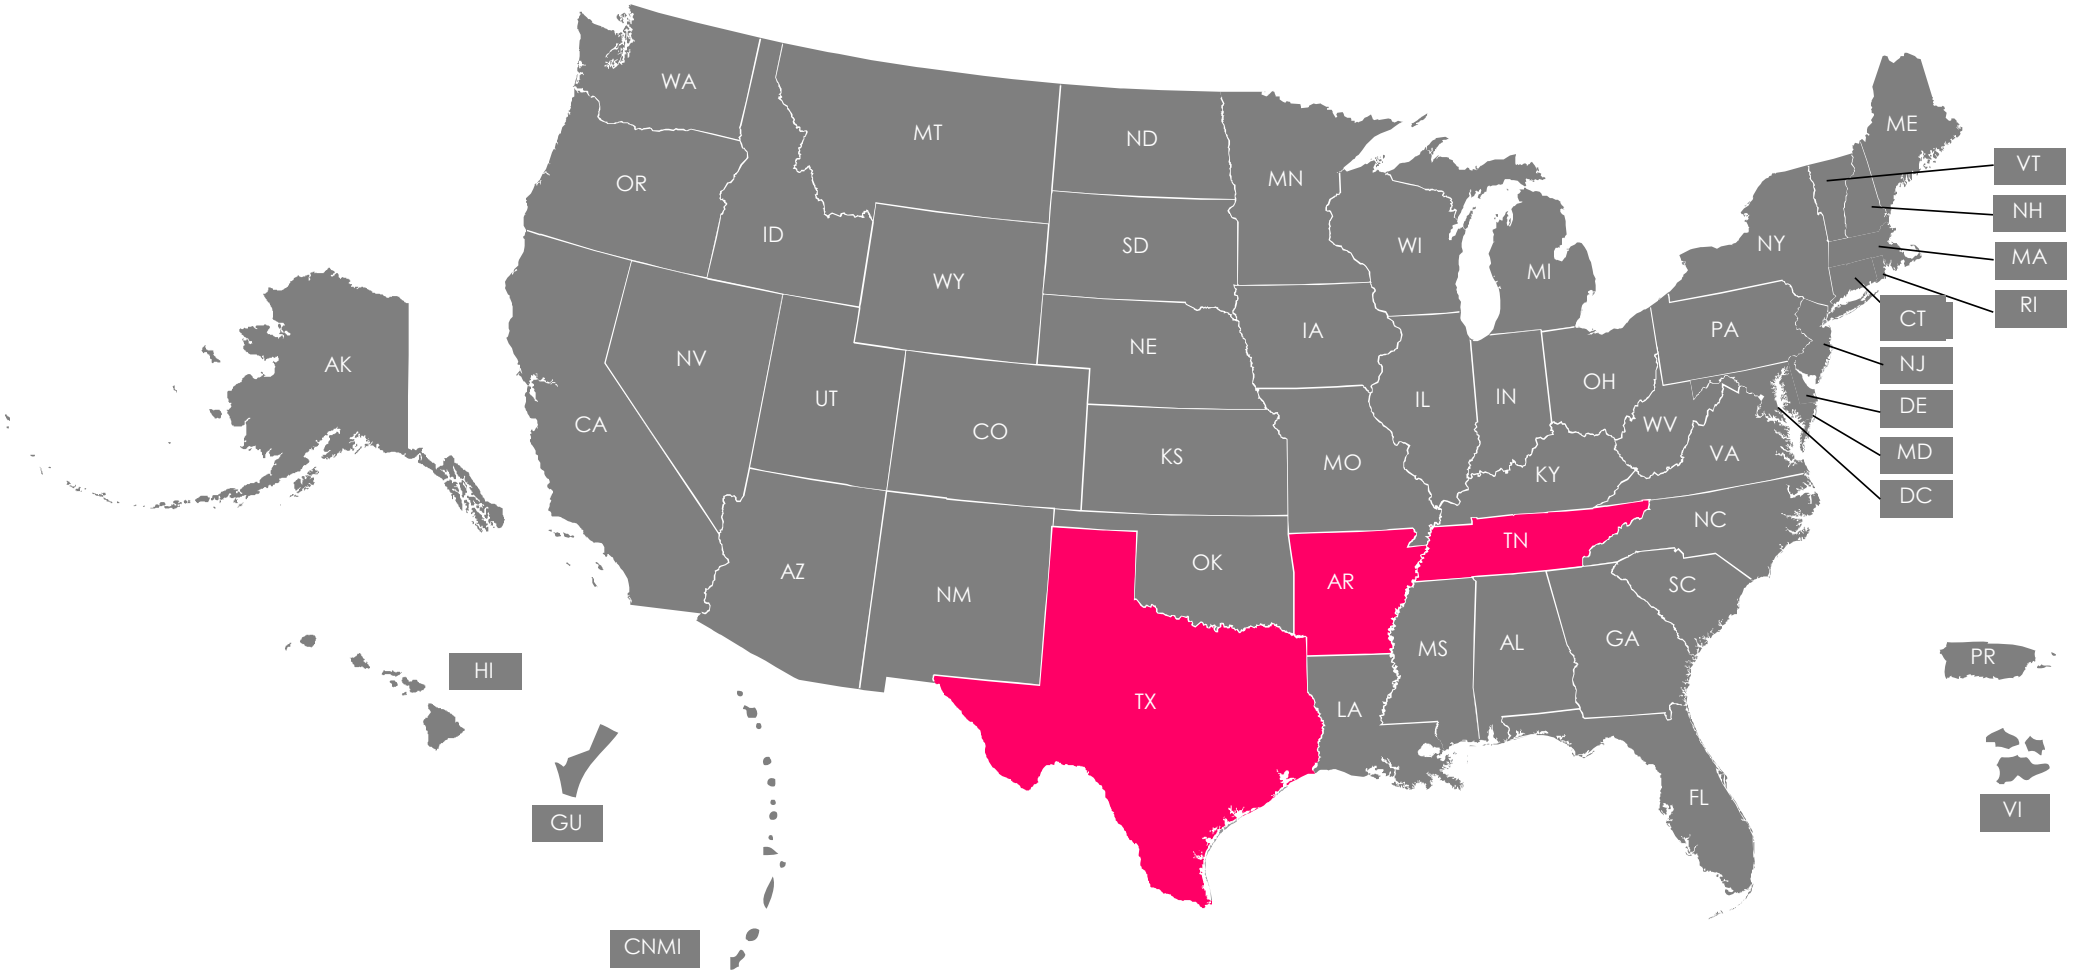 WA
MT
ND
ME
MN
VT
OR
NH
ID
SD
WI
NY
MA
MI
WY
RI
CT
IA
PA
NE
NV
AK
NJ
OH
UT
IN
IL
DE
CA
CO
WV
MD
KS
MO
VA
KY
DC
NC
TN
OK
AZ
AR
SC
NM
GA
AL
MS
PR
HI
TX
LA
FL
VI
GU
CNMI